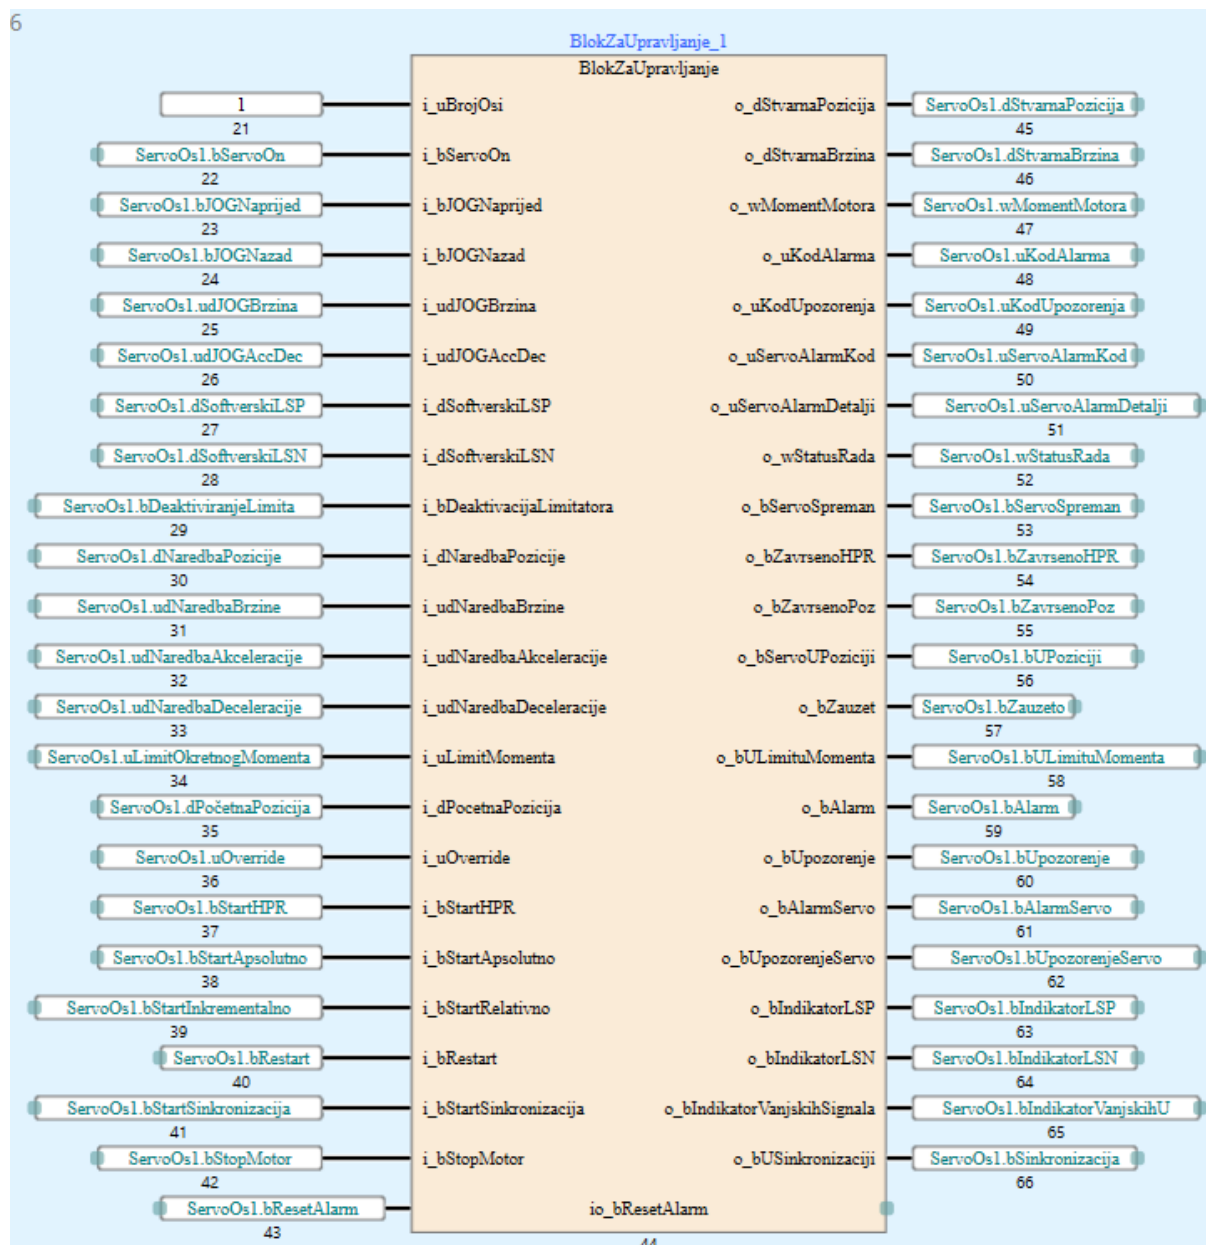 6
BlokZaUpravljanje_1
BlokZaUpravljanje
1 i_uBrojOsi o_dStvarnaPozicija ServoOs1.dStvarnaPozicija
21 45
ServoOs1.bServoOn i_bServoOn o_dStvarnaBrzina ServoOs1.dStvarnaBrzina
22 46
ServoOs1.bJOGNaprijed i_bJOGNaprijed o_wMomentMotora ServoOs1.wMomentMotora
23 47
ServoOs1.bJOGNazad i_bJOGNazad o_uKodAlarma ServoOs1.uKodAlarma
24 48
ServoOs1.udJOGBrzina i_udJOGBrzina o_uKodUpozorenja ServoOs1.uKodUpozorenja
25 49
ServoOs1.udJOGAccDec i_udJOGAccDec o_uServoAlarmKod ServoOs1.uServoAlarmKod
26 50
ServoOs1.dSoftverskiLSP i_dSoftverskiLSP o_uServoAlarmDetalji ServoOs1.uServoAlarmDetalji
27 51
ServoOs1.dSoftverskiLSN i_dSoftverskiLSN o_wStatusRada ServoOs1.wStatusRada
28 52
ServoOs1.bDeaktiviranjeLimita i_bDeaktivacijaLimitatora o_bServoSpreman ServoOs1.bServoSpreman
29 53
ServoOs1.dNaredbaPozicije i_dNaredbaPozicije o_bZavrsenoHPR ServoOs1.bZavrsenoHPR
30 54
ServoOs1.udNaredbaBrzine i_udNaredbaBrzine o_bZavrsenoPoz ServoOs1.bZavrsenoPoz
31 55
ServoOs1.udNaredbaAkceleracije i_udNaredbaAkceleracije o_bServoUPoziciji ServoOs1.bUPoziciji
32 56
ServoOs1.udNaredbaDeceleracije i_udNaredbaDeceleracije o_bZauzet ServoOs1.bZauzeto
33 57
ServoOs1.uLimitOkretnogMomenta i_uLimitMomenta o_bULimituMomenta ServoOs1.bULimituMomenta
34 58
ServoOs1.dPočetnaPozicija i_dPocetnaPozicija o_bAlarm ServoOs1.bAlarm
35 59
ServoOs1.uOverride i_uOverride o_bUpozorenje ServoOs1.bUpozorenje
36 60
ServoOs1.bStartHPR i_bStartHPR o_bAlarmServo ServoOs1.bAlarmServo
37 61
ServoOs1.bStartApsolutno i_bStartApsolutno o_bUpozorenjeServo ServoOs1.bUpozorenjeServo
38 62
ServoOs1.bStartInkrementalno i_bStartRelativno o_bIndikatorLSP ServoOs1.bIndikatorLSP
39 63
ServoOs1.bRestart i_bRestart o_bIndikatorLSN ServoOs1.bIndikatorLSN
40 64
ServoOs1.bStartSinkronizacija i_bStartSinkronizacija o_bIndikatorVanjskihSignala ServoOs1.bIndikatorVanjskihU
41 65
ServoOs1.bStopMotor i_bStopMotor o_bUSinkronizaciji ServoOs1.bSinkronizacija
42 66
ServoOs1.bResetAlarm io_bResetAlarm
43 44